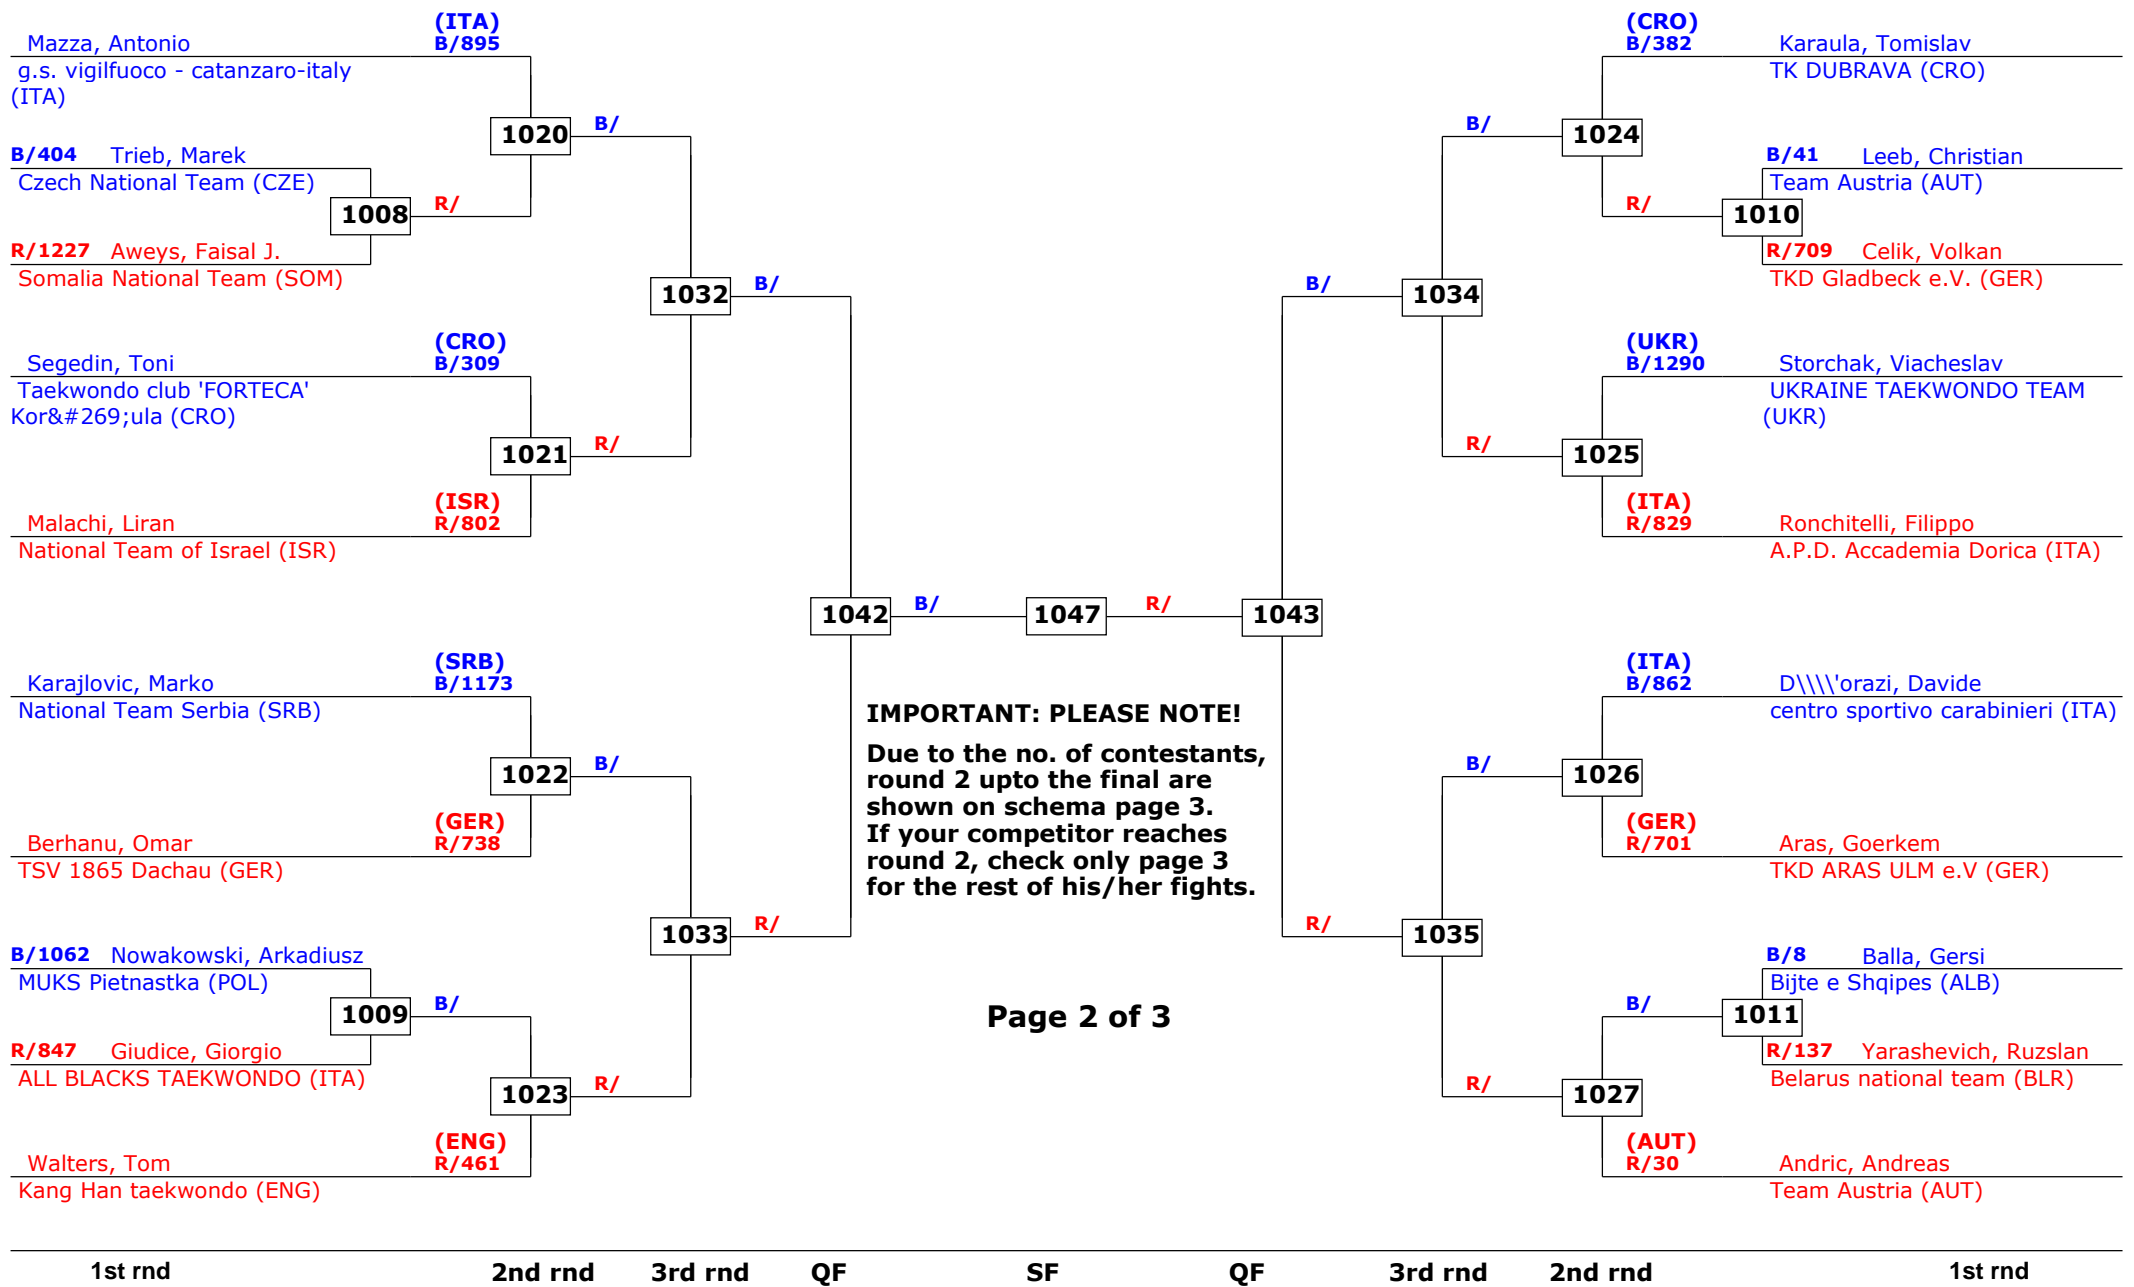 (ITA)
Mazza, Antonio B/895
g.s. vigilfuoco - catanzaro-italy
(ITA)
1020 B/
B/404 Trieb, Marek
Czech National Team (CZE)
1008 R/
R/1227 Aweys, Faisal J.
Somalia National Team (SOM)
1032 B/
(CRO)
Segedin, Toni B/309
Taekwondo club 'FORTECA'
Kor&#269;ula (CRO)
1021 R/
(ISR)
Malachi, Liran R/802
National Team of Israel (ISR)
1042 B/ 1047 R/ 1043
(SRB)
Karajlovic, Marko B/1173
National Team Serbia (SRB)
1022 B/
(GER)
Berhanu, Omar R/738
TSV 1865 Dachau (GER)
1033 R/
B/1062 Nowakowski, Arkadiusz
MUKS Pietnastka (POL)
1009 B/
R/847 Giudice, Giorgio
ALL BLACKS TAEKWONDO (ITA)
1023 R/
(ENG)
Walters, Tom R/461
Kang Han taekwondo (ENG)
IMPORTANT: PLEASE NOTE!
Due to the no. of contestants,
round 2 upto the final are
shown on schema page 3.
If your competitor reaches
round 2, check only page 3
for the rest of his/her fights.
Page 2 of 3
(CRO)
B/382 Karaula, Tomislav
TK DUBRAVA (CRO)
B/ 1024
B/41 Leeb, Christian
Team Austria (AUT)
R/ 1010
R/709 Celik, Volkan
TKD Gladbeck e.V. (GER)
B/ 1034
(UKR)
B/1290 Storchak, Viacheslav
UKRAINE TAEKWONDO TEAM
(UKR)
R/ 1025
(ITA)
R/829 Ronchitelli, Filippo
A.P.D. Accademia Dorica (ITA)
(ITA)
B/862 D\\\\'orazi, Davide
centro sportivo carabinieri (ITA)
B/ 1026
(GER)
R/701 Aras, Goerkem
TKD ARAS ULM e.V (GER)
R/ 1035
B/8 Balla, Gersi
Bijte e Shqipes (ALB)
B/ 1011
R/137 Yarashevich, Ruzslan
Belarus national team (BLR)
R/ 1027
(AUT)
R/30 Andric, Andreas
Team Austria (AUT)
1st rnd 2nd rnd 3rd rnd QF SF QF 3rd rnd 2nd rnd 1st rnd